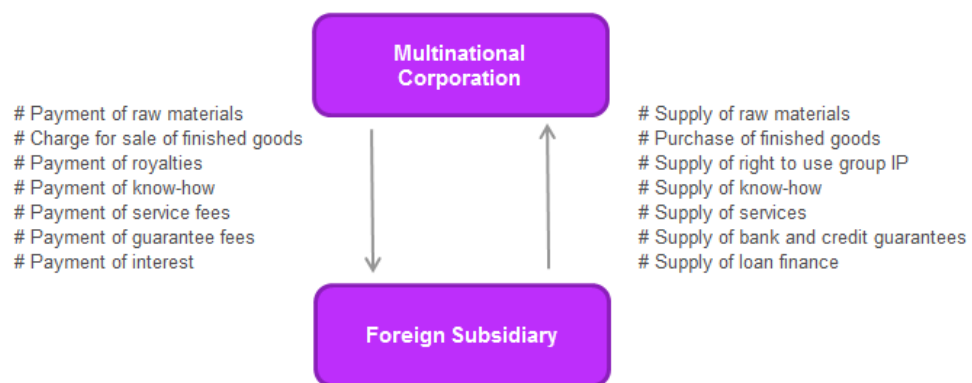 Multinational
Corporation
# Payment of raw materials
# Charge for sale of finished goods
# Payment of royalties
# Payment of know-how
# Payment of service fees
# Payment of guarantee fees
# Payment of interest
# Supply of raw materials
# Purchase of finished goods
# Supply of right to use group IP
# Supply of know-how
# Supply of services
# Supply of bank and credit guarantees
# Supply of loan finance
Foreign Subsidiary